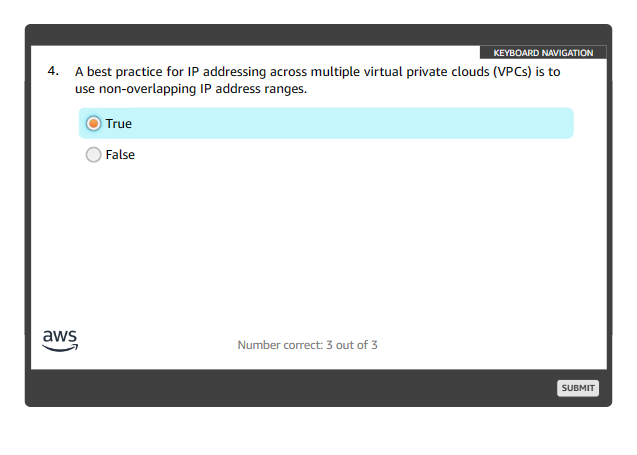 KEYBOARD NAVIGATION
4. A best practice for IP addressing across multiple virtual private clouds (VPCs) is to
use non-overlapping IP address ranges.
True
False
aws
Number correct: 3 out of 3
SUBMIT